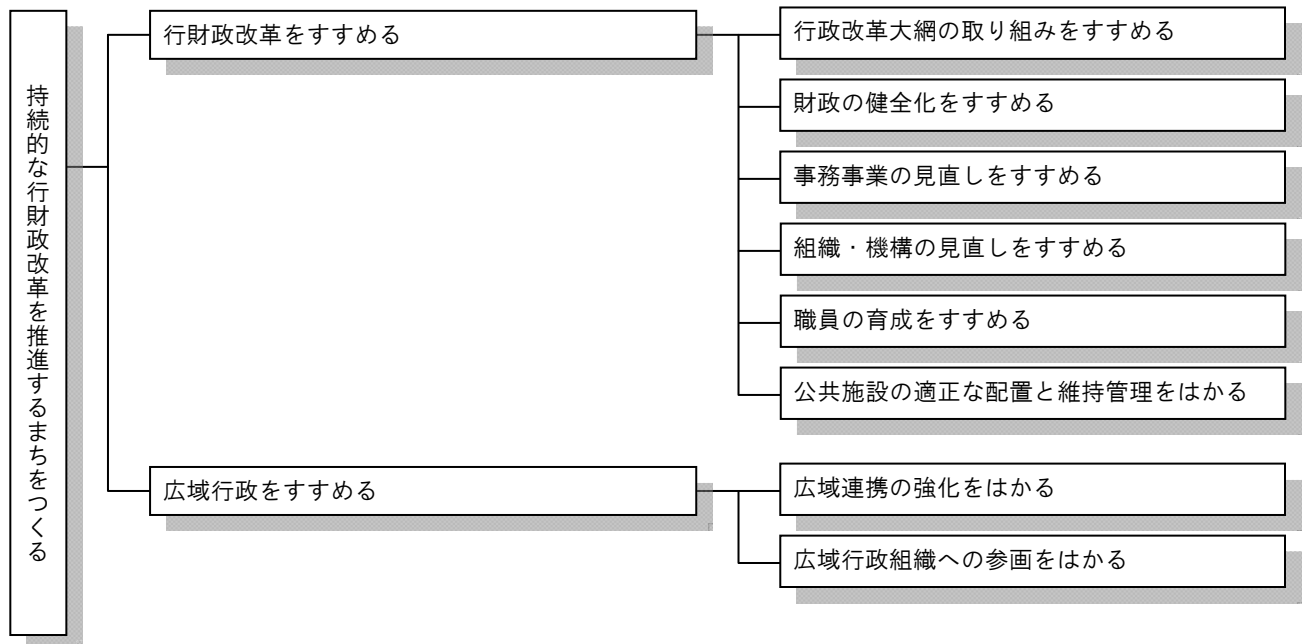 持続的な行財政改革を推進するまちをつくる
行財政改革をすすめる
行政改革大綱の取り組みをすすめる
財政の健全化をすすめる
事務事業の見直しをすすめる
組織・機構の見直しをすすめる
職員の育成をすすめる
公共施設の適正な配置と維持管理をはかる
広域行政をすすめる
広域連携の強化をはかる
広域行政組織への参画をはかる